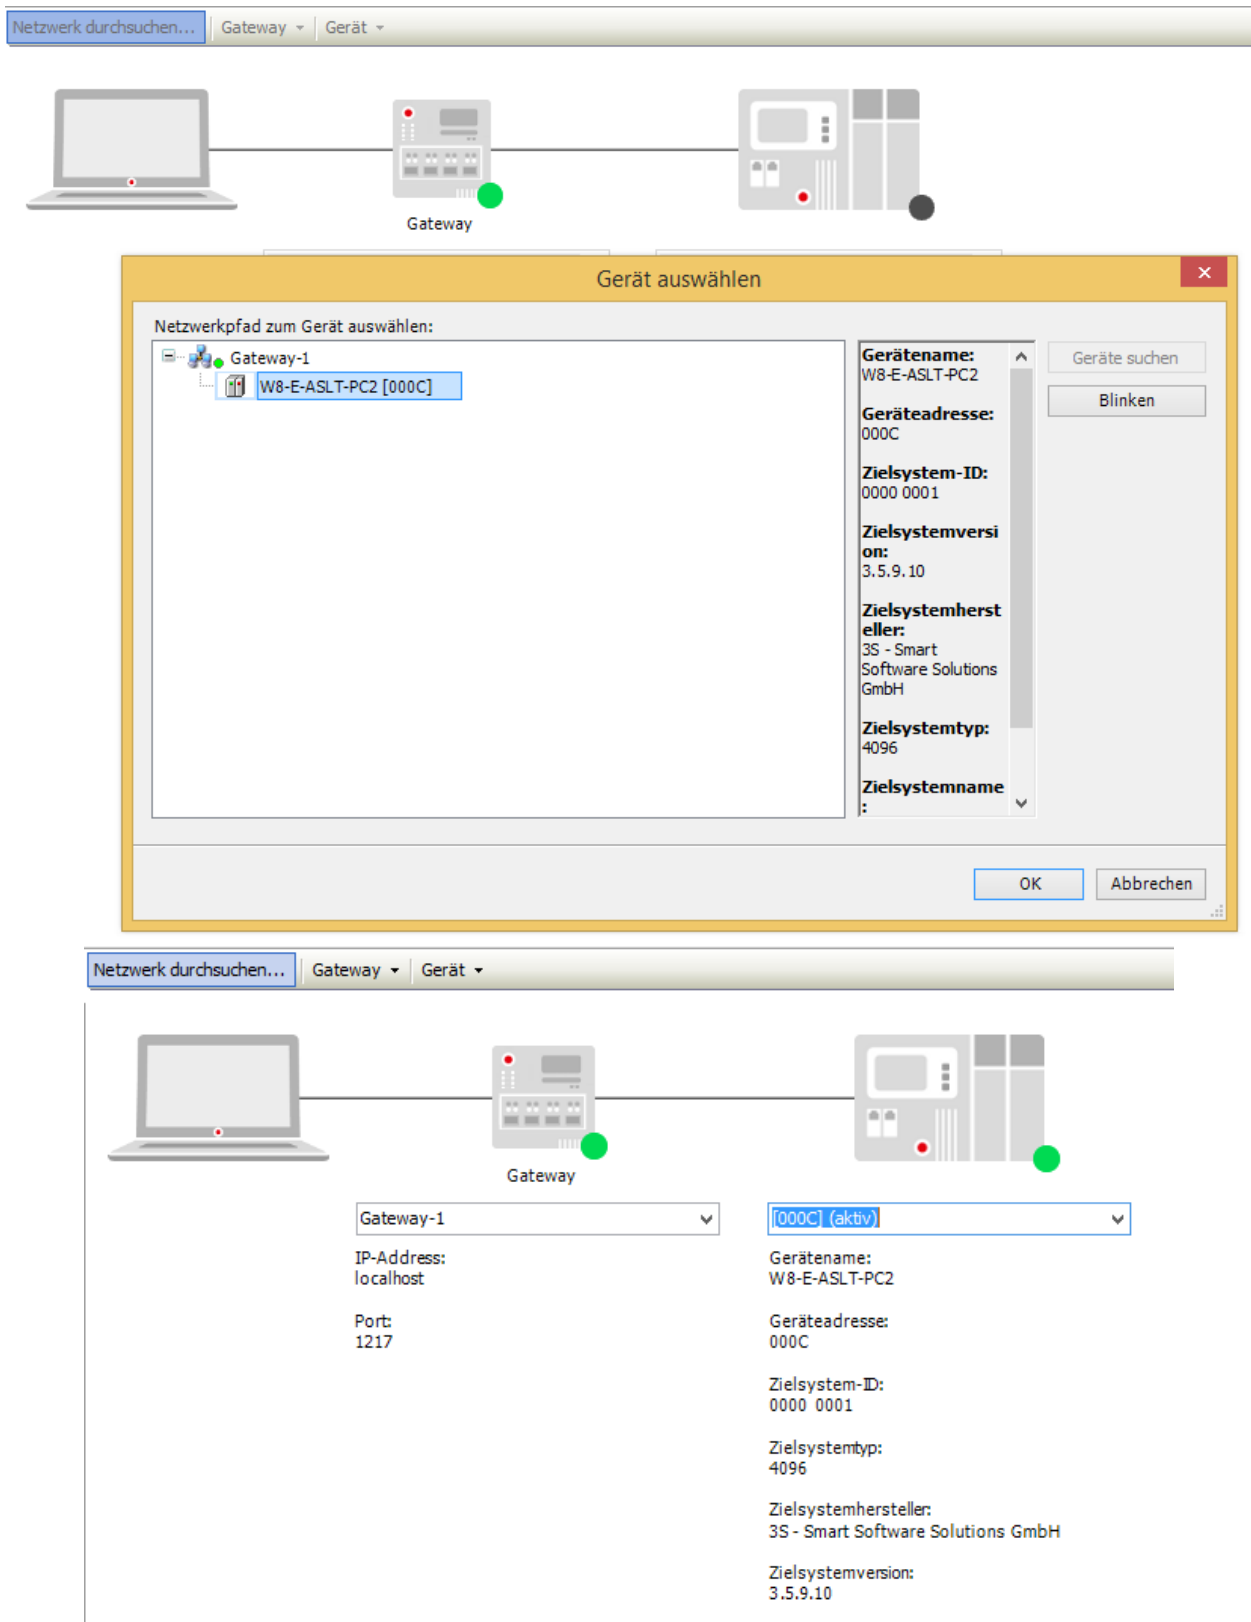 Netzwerk durchsuchen... Gateway Gerät
Gateway
Gerät auswählen
Netzwerkpfad zum Gerät auswählen:
Gateway-1
W8-E-ASLT-PC2 [000C]
Gerätename:
W8-E-ASLT-PC2
Geräteadresse:
000C
Zielsystem-ID:
0000 0001
Zielsystemversi
on:
3.5.9.10
Zielsystemherst
eller:
3S - Smart
Software Solutions
GmbH
Zielsystemtyp:
4096
Zielsystemname
:
Geräte suchen
Blinken
OK Abbrechen
Netzwerk durchsuchen... Gateway Gerät
Gateway
Gateway-1
IP-Address:
localhost
Port:
1217
[000C] (aktiv)
Gerätename:
W8-E-ASLT-PC2
Geräteadresse:
000C
Zielsystem-ID:
0000 0001
Zielsystemtyp:
4096
Zielsystemhersteller:
3S - Smart Software Solutions GmbH
Zielsystemversion:
3.5.9.10